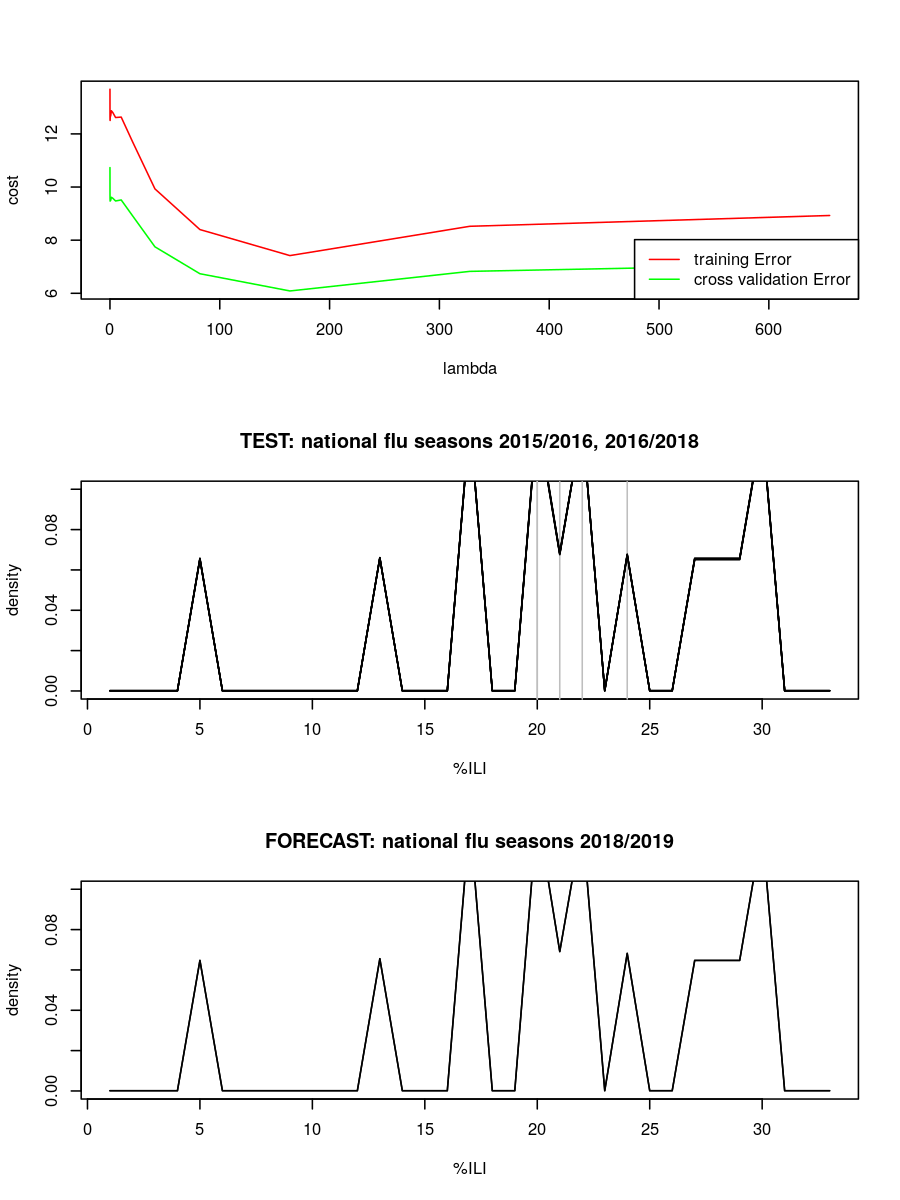 cost
12
10
8
6
training Error
cross validation Error
0 100 200 300 400 500 600
lambda
TEST: national flu seasons 2015/2016, 2016/2018
density
0.08
0.04
0.00
0 5 10 15 20 25 30
%ILI
FORECAST: national flu seasons 2018/2019
density
0.08
0.04
0.00
0 5 10 15 20 25 30
%ILI